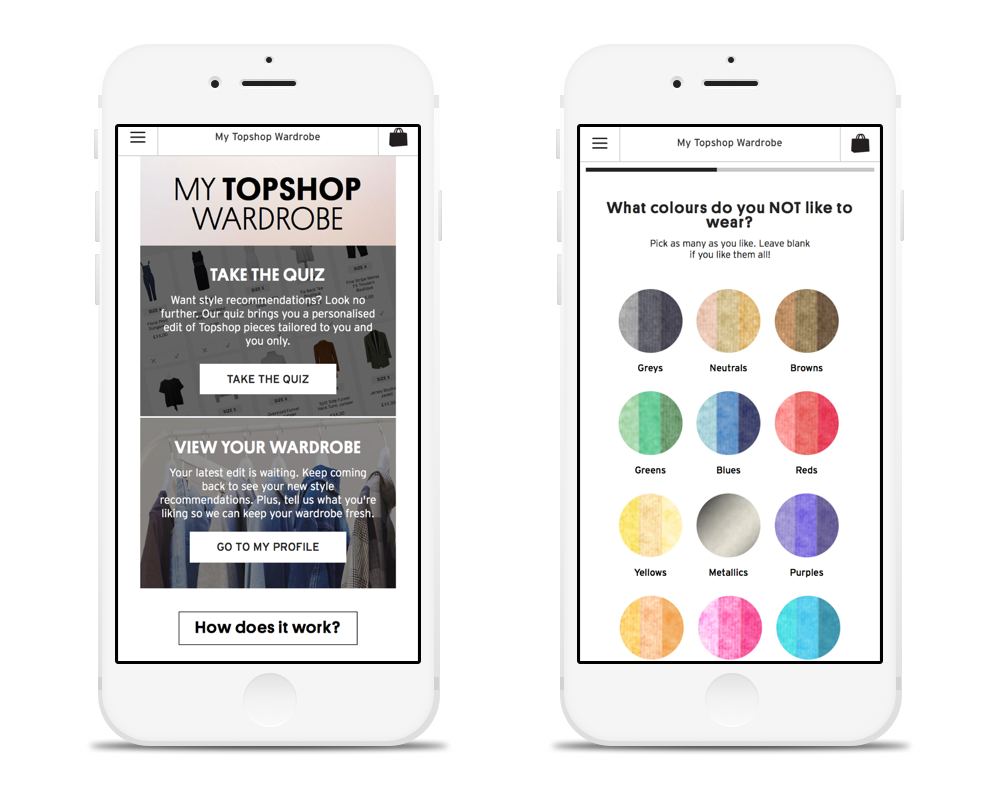 My Topshop Wardrobe
MY TOPSHOP
WARDROBE
TAKE THE QUIZ
Want style recommendations? Look no
further. Our quiz brings you a personalised
edit of Topshop pieces tailored to you and
you only.
TAKE THE QUIZ
VIEW YOUR WARDROBE
Your latest edit is waiting. Keep coming
back to see your new style
recommendations. Plus, tell us what you're
liking so we can keep your wardrobe fresh.
GO TO MY PROFILE
How does it work?
My Topshop Wardrobe
What colours do you NOT like to
wear?
Pick as many as you like. Leave blank
if you like them all!
Greys Neutrals Browns
Greens Blues Reds
Yellows Metallics Purples